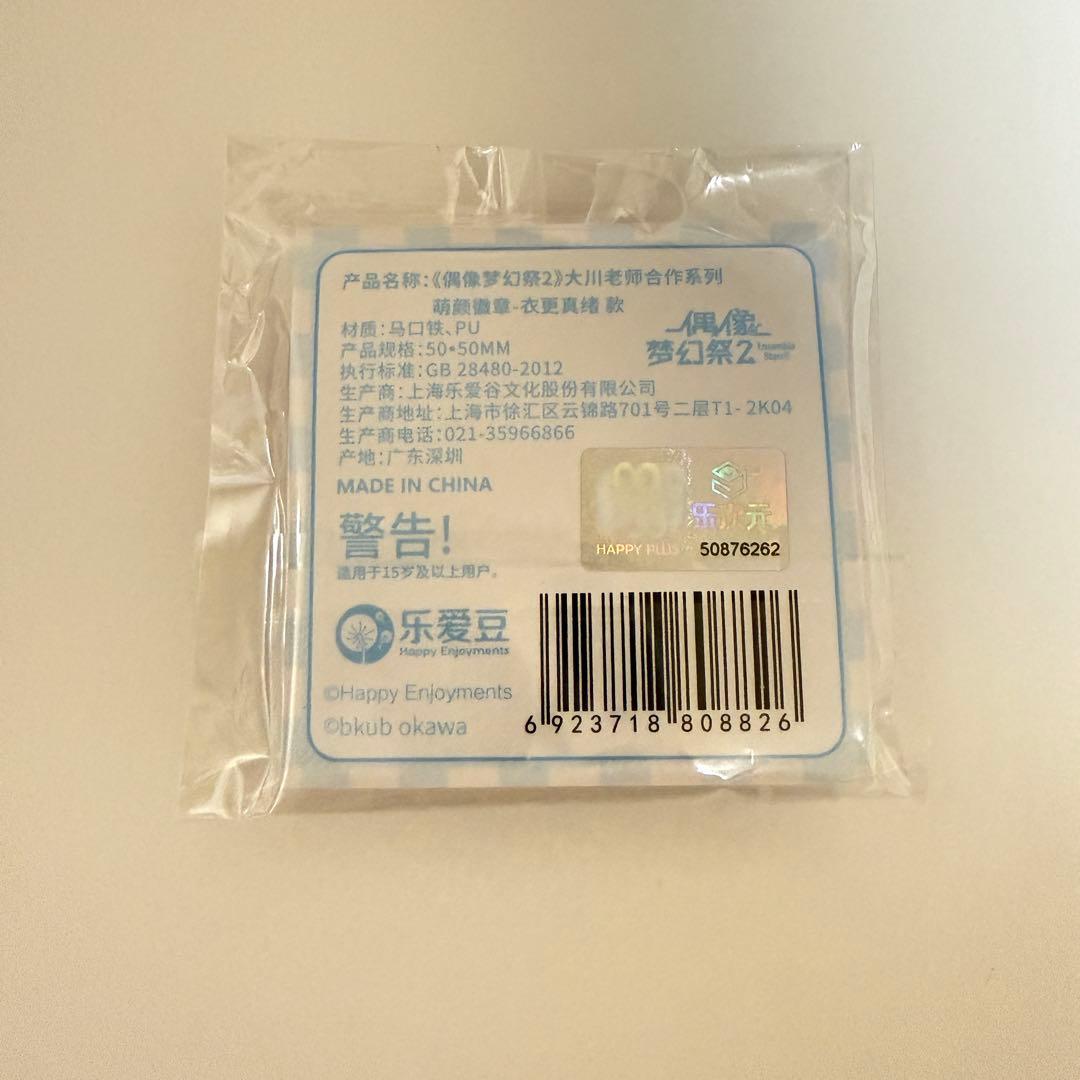 产品名称:《偶像梦幻祭2》大川老师合作系列
萌颜徽章-衣更真绪 款
材质:马口铁、PU
产品规格:50*50MM
执行标准:GB 28480-2012
生产商:上海乐爱谷文化股份有限公司
生产商地址:上海市徐汇区云锦路701号二层T1- 2K04
生产商电话:021-35966866
产地:广东深圳
MADE IN CHINA
偶像
梦幻祭2
Ensemble
Stars!!
警告!
适用于15岁及以上用户。
乐元
HAPPY PLUS 50876262
乐爱豆
Happy Enjoyments
©Happy Enjoyments
©bkub okawa
6 923718 808826